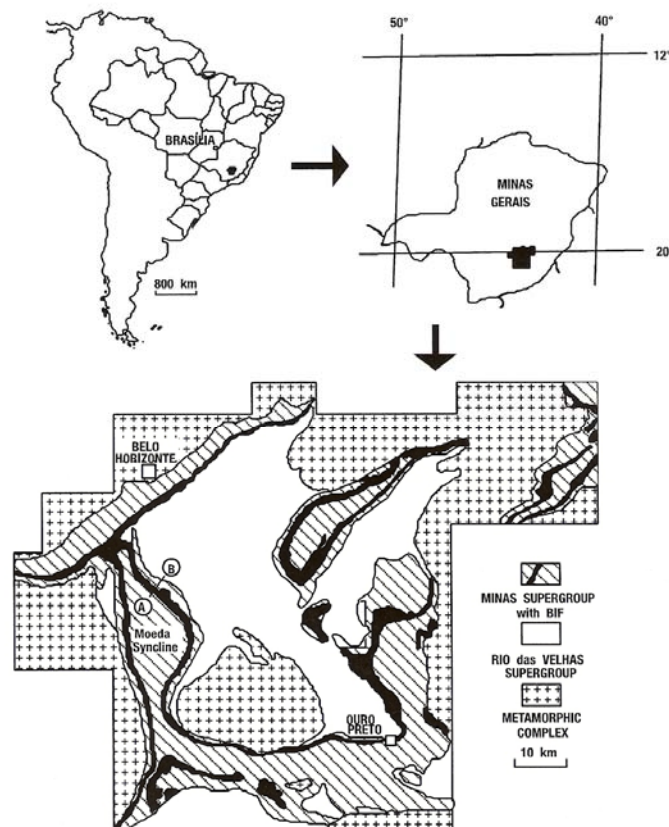 50°
40°
12°
BRASÍLIA
MINAS
GERAIS
20
800 km
BELO
HORIZONTE
B
A
Moeda
Syncline
OURO
PRETO
MINAS SUPERGROUP
with BIF
RIO das VELHAS
SUPERGROUP
METAMORPHIC
COMPLEX
10 km